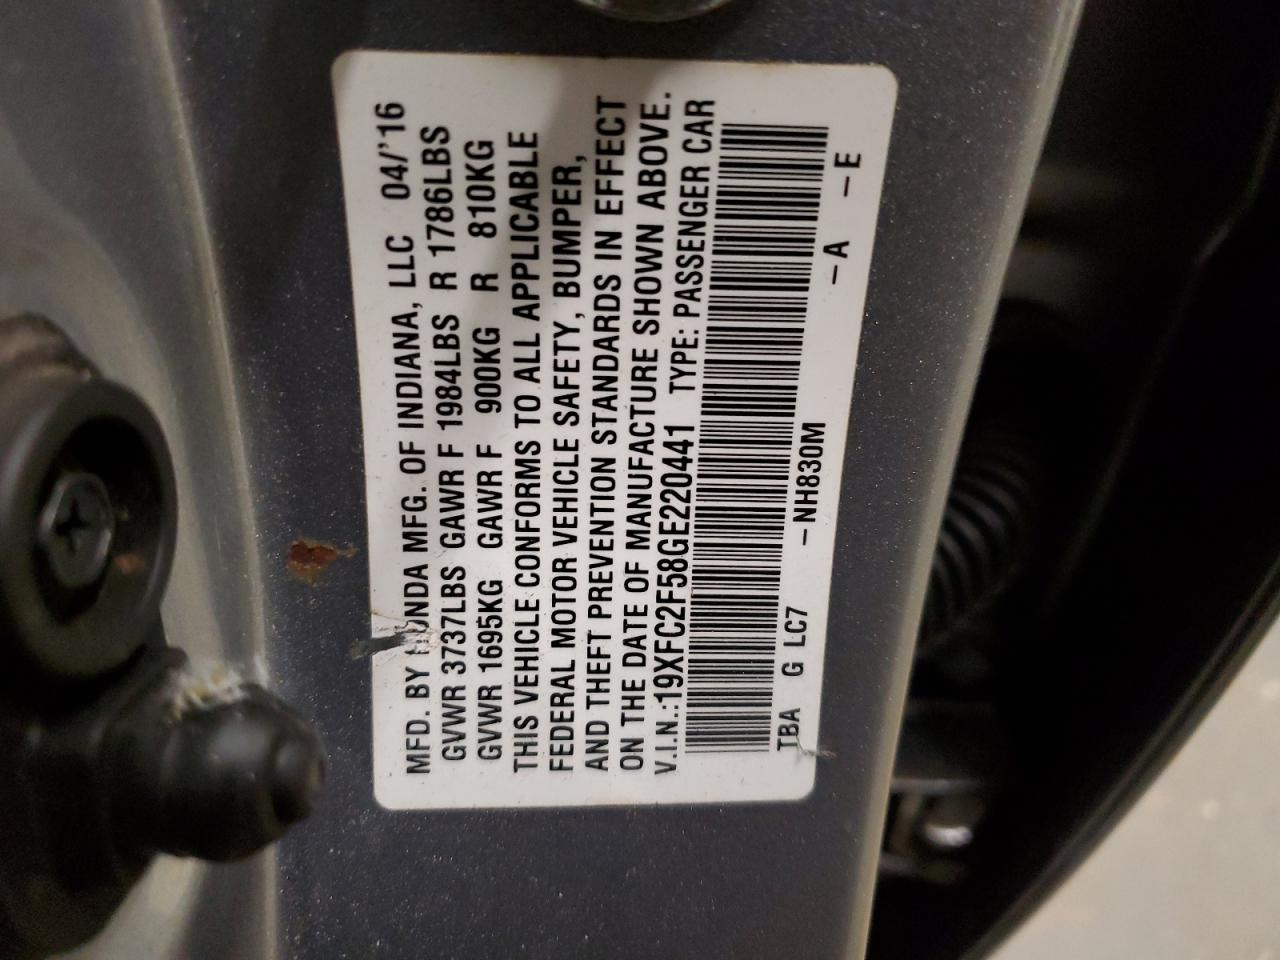 MFD. BY HONDA MFG. OF INDIANA, LLC 04/'16
GVWR 3737LBS GAWR F 1984LBS R 1786LBS
GVWR 1695KG GAWR F 900KG R 810KG
THIS VEHICLE CONFORMS TO ALL APPLICABLE
FEDERAL MOTOR VEHICLE SAFETY, BUMPER,
AND THEFT PREVENTION STANDARDS IN EFFECT
ON THE DATE OF MANUFACTURE SHOWN ABOVE.
V.I.N.:19XFC2F58GE220441 TYPE: PASSENGER CAR
TBA G LC7 –NH830M –A –E